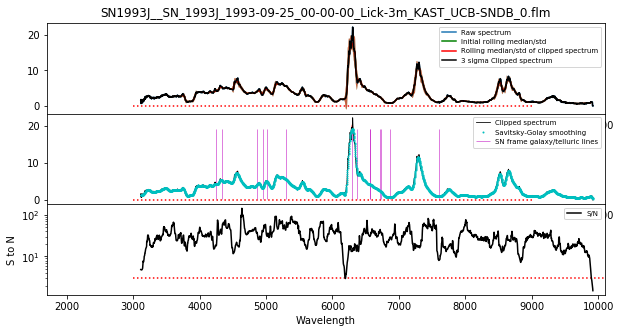 SN1993J__SN_1993J_1993-09-25_00-00-00_Lick-3m_KAST_UCB-SNDB_0.flm
20
10
0
Raw spectrum
Initial rolling median/std
Rolling median/std of clipped spectrum
3 sigma Clipped spectrum
20
10
0
Clipped spectrum
Savitsky-Golay smoothing
SN frame galaxy/telluric lines
S to N
10²
10¹
S/N
2000 3000 4000 5000 6000 7000 8000 9000 10000
Wavelength